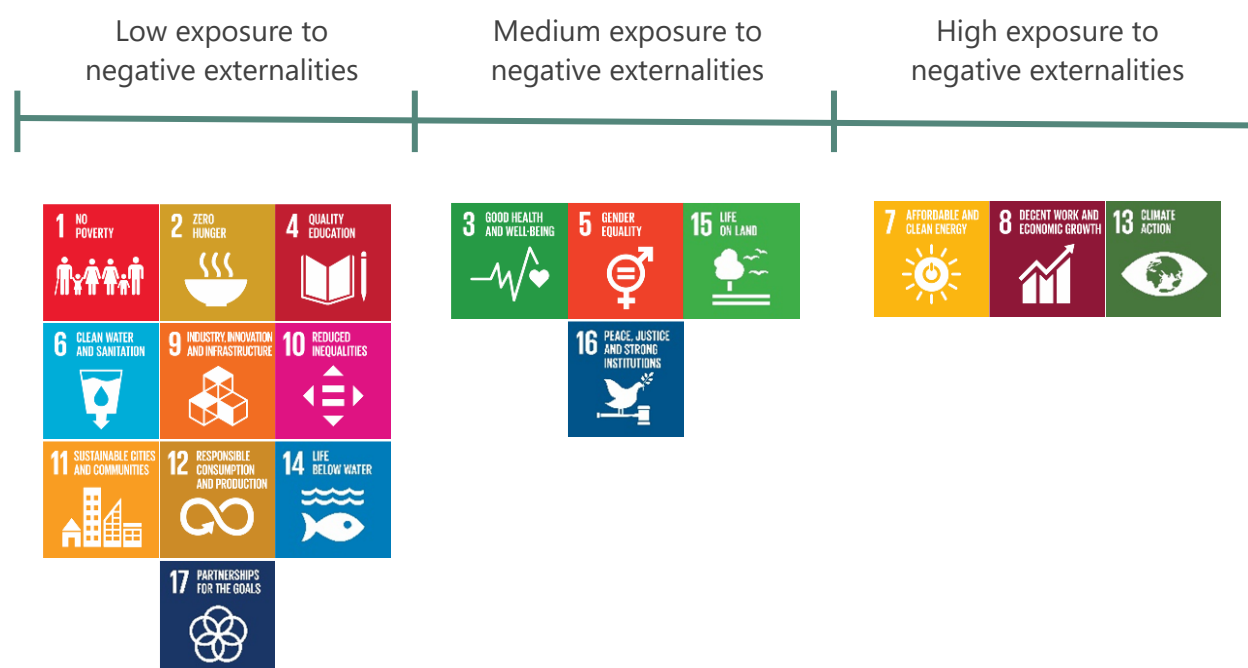 Low exposure to
negative externalities
Medium exposure to
negative externalities
High exposure to
negative externalities
1 NO
POVERTY
2 ZERO
HUNGER
4 QUALITY
EDUCATION
6 CLEAN WATER
AND SANITATION
9 INDUSTRY, INNOVATION
AND INFRASTRUCTURE
10 REDUCED
INEQUALITIES
11 SUSTAINABLE CITIES
AND COMMUNITIES
12 RESPONSIBLE
CONSUMPTION
AND PRODUCTION
14 LIFE
BELOW WATER
17 PARTNERSHIPS
FOR THE GOALS
3 GOOD HEALTH
AND WELL-BEING
5 GENDER
EQUALITY
15 LIFE
ON LAND
16 PEACE, JUSTICE
AND STRONG
INSTITUTIONS
7 AFFORDABLE AND
CLEAN ENERGY
8 DECENT WORK AND
ECONOMIC GROWTH
13 CLIMATE
ACTION